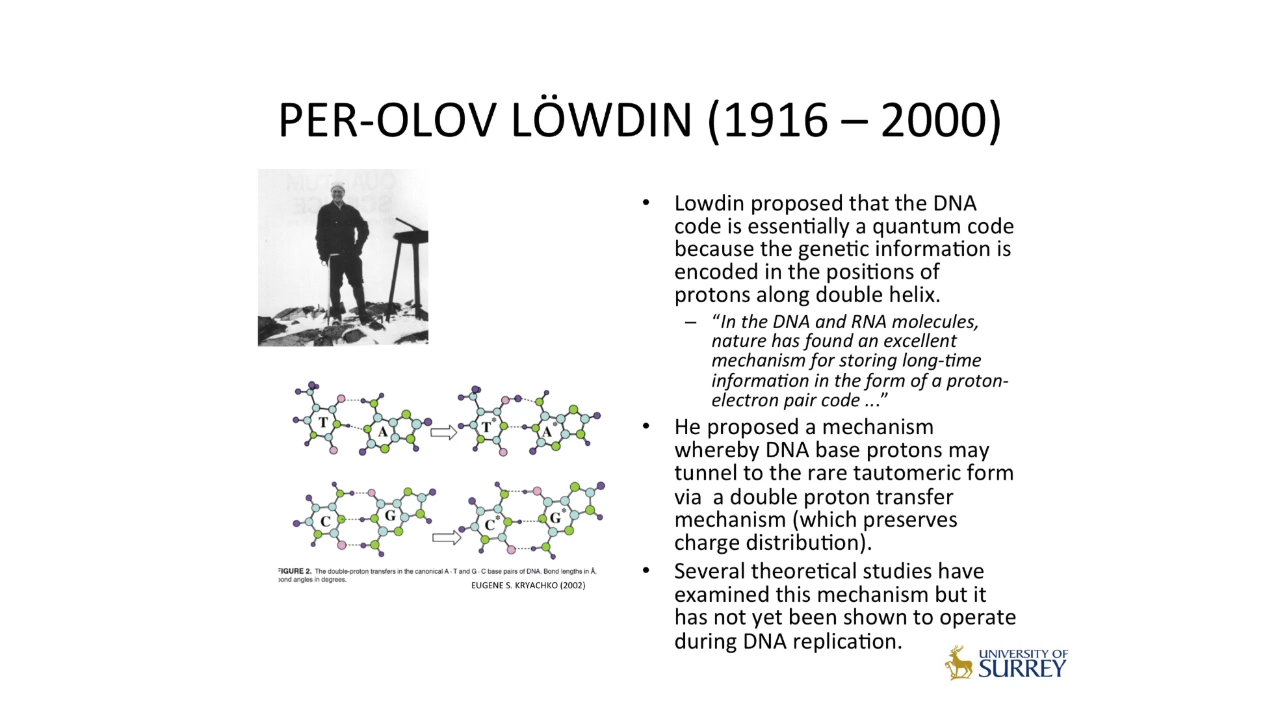 PER-OLOV LÖWDIN (1916 – 2000)
• Lowdin proposed that the DNA
code is essentially a quantum code
because the genetic information is
encoded in the positions of
protons along double helix.
– “In the DNA and RNA molecules,
nature has found an excellent
mechanism for storing long-time
information in the form of a proton-
electron pair code ...”
• He proposed a mechanism
whereby DNA base protons may
tunnel to the rare tautomeric form
via  a double proton transfer
mechanism (which preserves
charge distribution).
• Several theoretical studies have
examined this mechanism but it
has not yet been shown to operate
during DNA replication.
T A T* A*
C G C* G*
FIGURE 2. The double-proton transfers in the canonical A · T and G · C base pairs of DNA. Bond lengths in Å,
bond angles in degrees.
EUGENE S. KRYACHKO (2002)
UNIVERSITY OF
SURREY